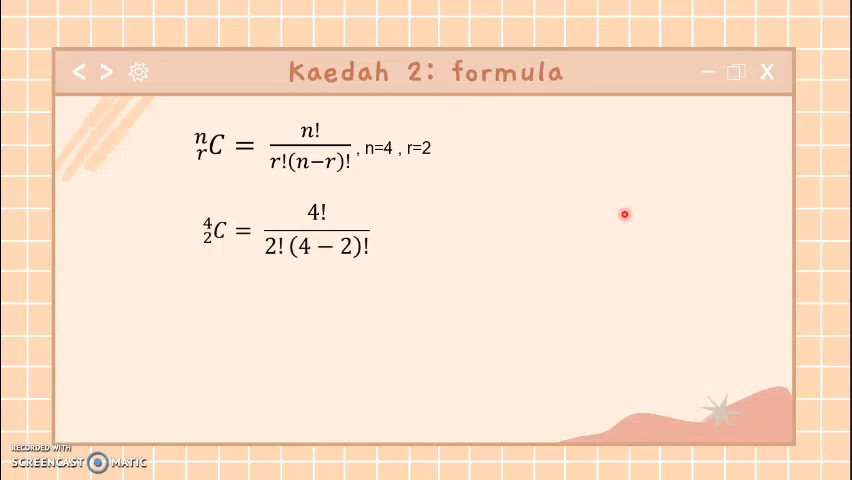 Kaedah 2: formula
ⁿᵣC = n! / r!(n−r)! , n=4 , r=2
⁴₂C = 4! / 2! (4 − 2)!
RECORDED WITH
SCREENCAST MATIC